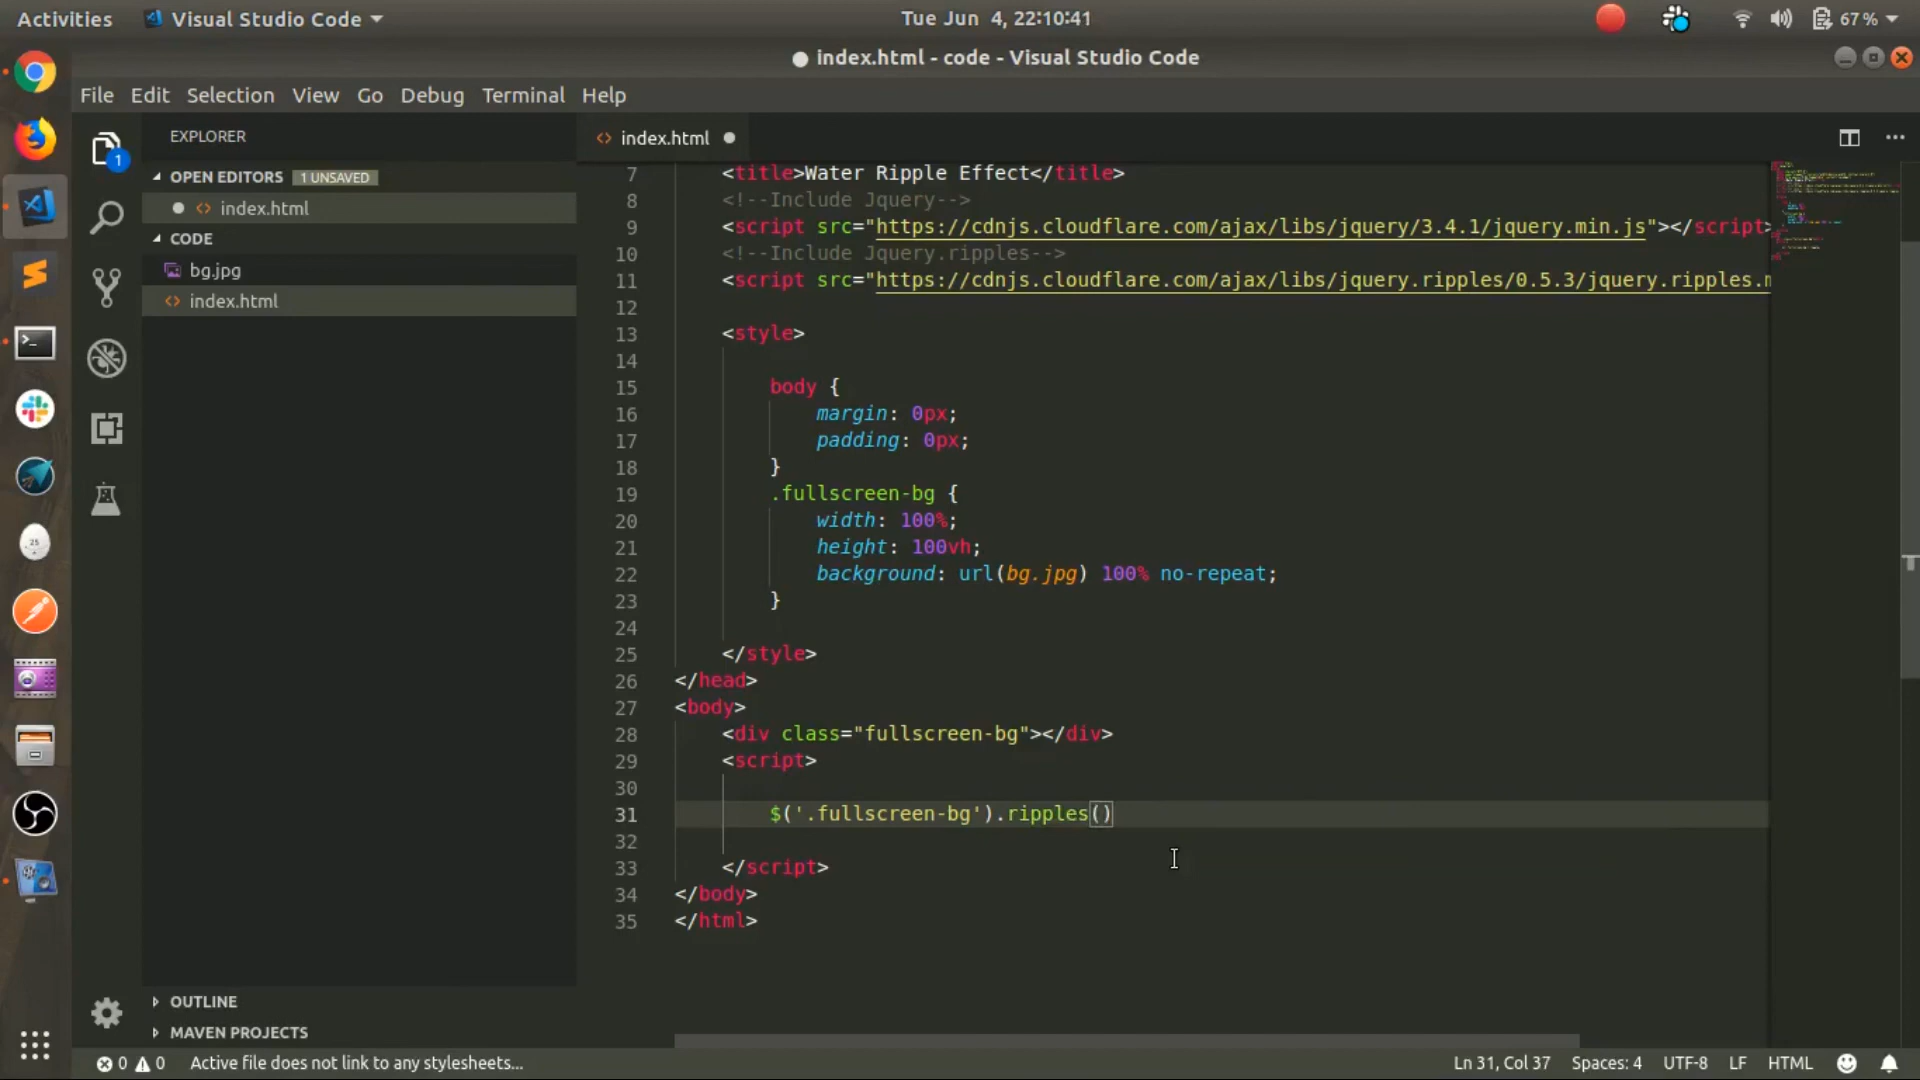 Activities
Visual Studio Code
Tue Jun 4, 22:10:41
67 %
index.html - code - Visual Studio Code
File Edit Selection View Go Debug Terminal Help
EXPLORER
1
OPEN EDITORS 1 UNSAVED
index.html
CODE
bg.jpg
index.html
OUTLINE
MAVEN PROJECTS
25
index.html
7 <title>Water Ripple Effect</title>
8 <!--Include Jquery-->
9 <script src="https://cdnjs.cloudflare.com/ajax/libs/jquery/3.4.1/jquery.min.js"></script>
10 <!--Include Jquery.ripples-->
11 <script src="https://cdnjs.cloudflare.com/ajax/libs/jquery.ripples/0.5.3/jquery.ripples.m
12
13 <style>
14
15 body {
16 margin: 0px;
17 padding: 0px;
18 }
19 .fullscreen-bg {
20 width: 100%;
21 height: 100vh;
22 background: url(bg.jpg) 100% no-repeat;
23 }
24
25 </style>
26 </head>
27 <body>
28 <div class="fullscreen-bg"></div>
29 <script>
30
31 $('.fullscreen-bg').ripples()
32
33 </script>
34 </body>
35 </html>
0 0 Active file does not link to any stylesheets...
Ln 31, Col 37 Spaces: 4 UTF-8 LF HTML